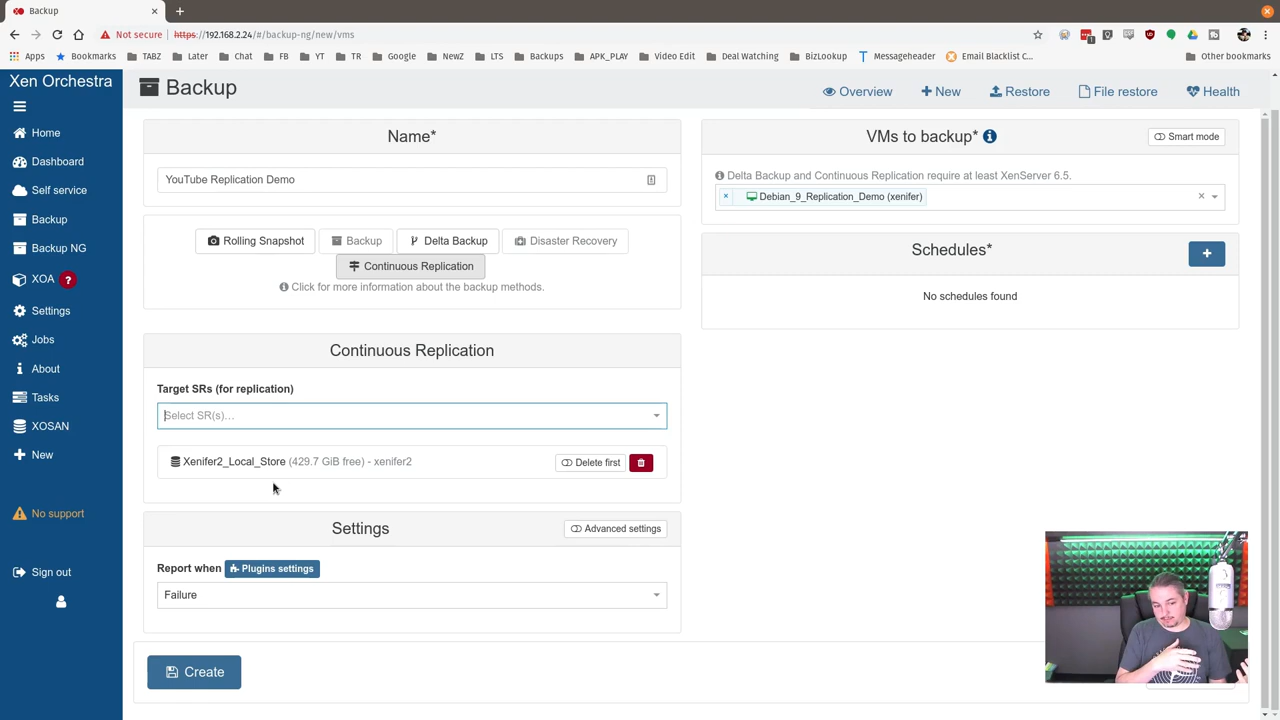 Backup
Not secure https://192.168.2.24/#/backup-ng/new/vms
Apps Bookmarks TABZ Later Chat FB YT TR Google NewZ LTS Backups APK_PLAY Video Edit Deal Watching BizLookup Messageheader Email Blacklist C... Other bookmarks
Xen Orchestra
Home
Dashboard
Self service
Backup
Backup NG
XOA ?
Settings
Jobs
About
Tasks
XOSAN
New
No support
Sign out
Backup
Overview New Restore File restore Health
Name*
YouTube Replication Demo
Rolling Snapshot Backup Delta Backup Disaster Recovery
Continuous Replication
Click for more information about the backup methods.
Continuous Replication
Target SRs (for replication)
Select SR(s)...
Xenifer2_Local_Store (429.7 GiB free) - xenifer2 Delete first
Settings Advanced settings
Report when Plugins settings
Failure
Create
VMs to backup* Smart mode
Delta Backup and Continuous Replication require at least XenServer 6.5.
× Debian_9_Replication_Demo (xenifer) ×
Schedules* +
No schedules found